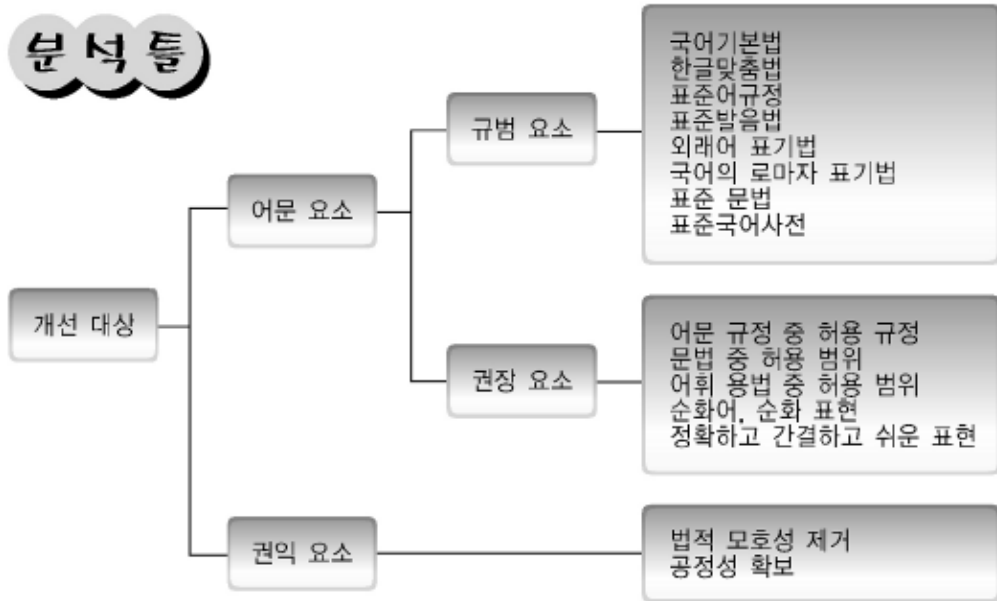 분석틀
개선 대상
어문 요소
규범 요소
국어기본법
한글맞춤법
표준어규정
표준발음법
외래어 표기법
국어의 로마자 표기법
표준 문법
표준국어사전
권장 요소
어문 규정 중 허용 규정
문법 중 허용 범위
어휘 용법 중 허용 범위
순화어, 순화 표현
정확하고 간결하고 쉬운 표현
권익 요소
법적 모호성 제거
공정성 확보